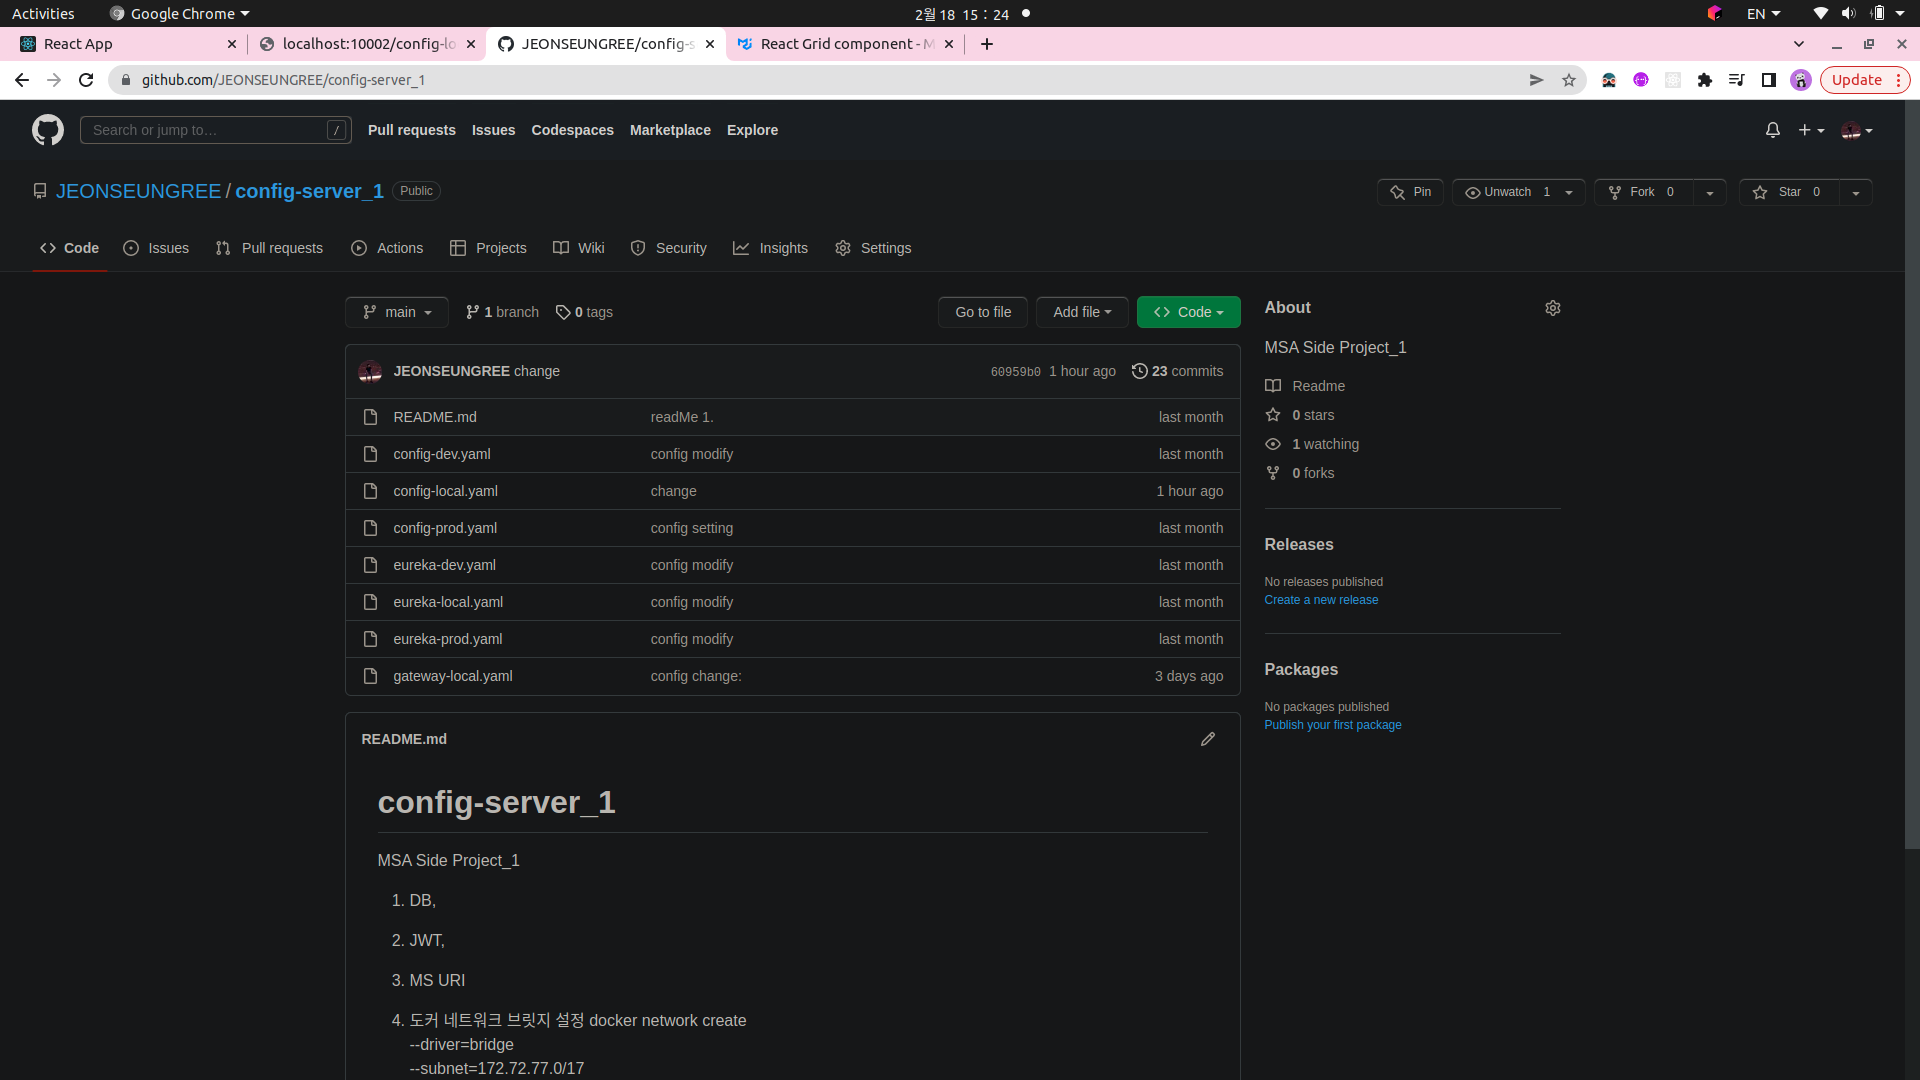 Activities
Google Chrome
2월 18 15 : 24
EN
React App
localhost:10002/config-lo
JEONSEUNGREE/config-s
React Grid component - M
github.com/JEONSEUNGREE/config-server_1
Update
Search or jump to…
/
Pull requests
Issues
Codespaces
Marketplace
Explore
JEONSEUNGREE / config-server_1
Public
Pin
Unwatch 1
Fork 0
Star 0
Code
Issues
Pull requests
Actions
Projects
Wiki
Security
Insights
Settings
main
1 branch
0 tags
Go to file
Add file
Code
JEONSEUNGREE change
60959b0 1 hour ago
23 commits
README.md readMe 1. last month
config-dev.yaml config modify last month
config-local.yaml change 1 hour ago
config-prod.yaml config setting last month
eureka-dev.yaml config modify last month
eureka-local.yaml config modify last month
eureka-prod.yaml config modify last month
gateway-local.yaml config change: 3 days ago
README.md
config-server_1
MSA Side Project_1
1. DB,
2. JWT,
3. MS URI
4. 도커 네트워크 브릿지 설정 docker network create
--driver=bridge
--subnet=172.72.77.0/17
About
MSA Side Project_1
Readme
0 stars
1 watching
0 forks
Releases
No releases published
Create a new release
Packages
No packages published
Publish your first package